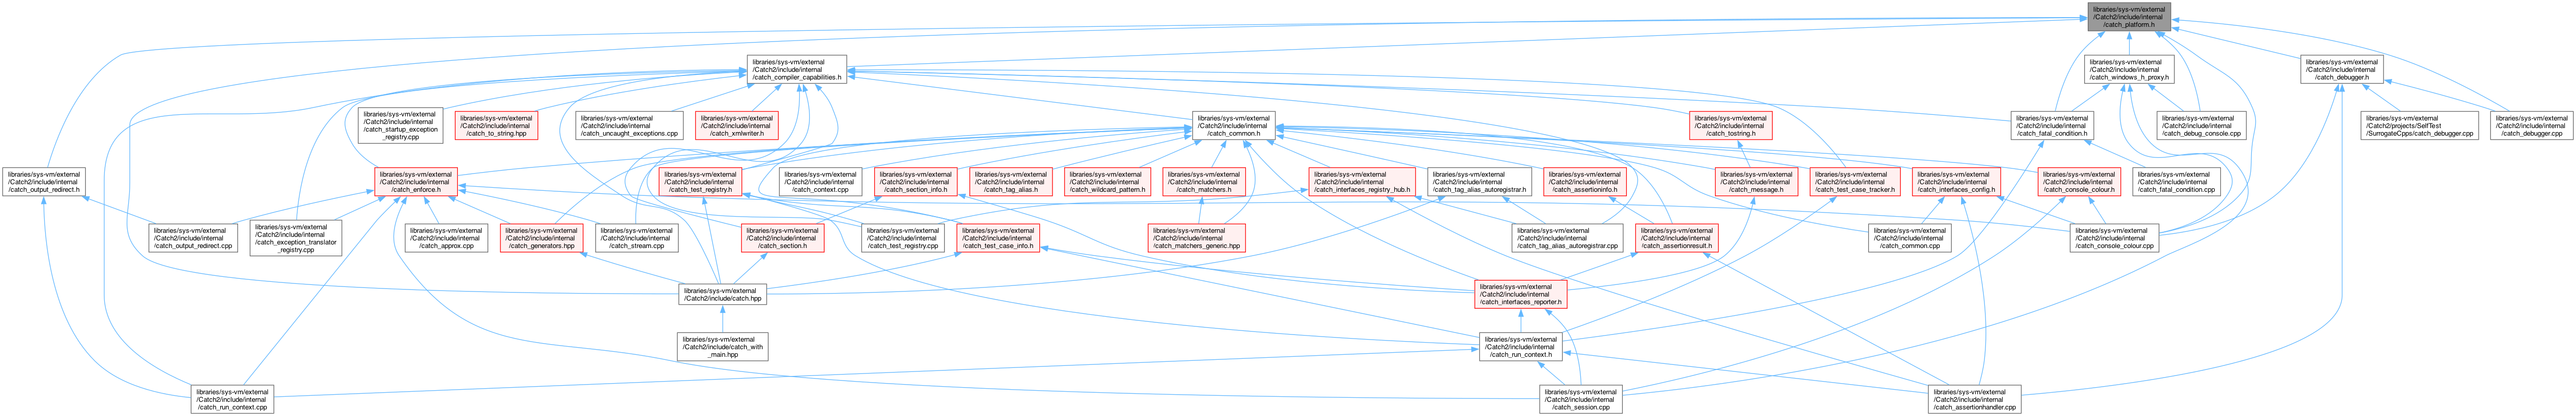 libraries/sys-vm/external
/Catch2/include/internal
/catch_platform.h
libraries/sys-vm/external
/Catch2/include/internal
/catch_compiler_capabilities.h
libraries/sys-vm/external
/Catch2/include/internal
/catch_windows_h_proxy.h
libraries/sys-vm/external
/Catch2/include/internal
/catch_debugger.h
libraries/sys-vm/external
/Catch2/include/internal
/catch_startup_exception
_registry.cpp
libraries/sys-vm/external
/Catch2/include/internal
/catch_to_string.hpp
libraries/sys-vm/external
/Catch2/include/internal
/catch_uncaught_exceptions.cpp
libraries/sys-vm/external
/Catch2/include/internal
/catch_xmlwriter.h
libraries/sys-vm/external
/Catch2/include/internal
/catch_common.h
libraries/sys-vm/external
/Catch2/include/internal
/catch_tostring.h
libraries/sys-vm/external
/Catch2/include/internal
/catch_fatal_condition.h
libraries/sys-vm/external
/Catch2/include/internal
/catch_debug_console.cpp
libraries/sys-vm/external
/Catch2/projects/SelfTest
/SurrogateCpps/catch_debugger.cpp
libraries/sys-vm/external
/Catch2/include/internal
/catch_debugger.cpp
libraries/sys-vm/external
/Catch2/include/internal
/catch_output_redirect.h
libraries/sys-vm/external
/Catch2/include/internal
/catch_enforce.h
libraries/sys-vm/external
/Catch2/include/internal
/catch_test_registry.h
libraries/sys-vm/external
/Catch2/include/internal
/catch_context.cpp
libraries/sys-vm/external
/Catch2/include/internal
/catch_section_info.h
libraries/sys-vm/external
/Catch2/include/internal
/catch_tag_alias.h
libraries/sys-vm/external
/Catch2/include/internal
/catch_wildcard_pattern.h
libraries/sys-vm/external
/Catch2/include/internal
/catch_matchers.h
libraries/sys-vm/external
/Catch2/include/internal
/catch_interfaces_registry_hub.h
libraries/sys-vm/external
/Catch2/include/internal
/catch_tag_alias_autoregistrar.h
libraries/sys-vm/external
/Catch2/include/internal
/catch_assertioninfo.h
libraries/sys-vm/external
/Catch2/include/internal
/catch_message.h
libraries/sys-vm/external
/Catch2/include/internal
/catch_test_case_tracker.h
libraries/sys-vm/external
/Catch2/include/internal
/catch_interfaces_config.h
libraries/sys-vm/external
/Catch2/include/internal
/catch_console_colour.h
libraries/sys-vm/external
/Catch2/include/internal
/catch_fatal_condition.cpp
libraries/sys-vm/external
/Catch2/include/internal
/catch_output_redirect.cpp
libraries/sys-vm/external
/Catch2/include/internal
/catch_exception_translator
_registry.cpp
libraries/sys-vm/external
/Catch2/include/internal
/catch_approx.cpp
libraries/sys-vm/external
/Catch2/include/internal
/catch_generators.hpp
libraries/sys-vm/external
/Catch2/include/internal
/catch_stream.cpp
libraries/sys-vm/external
/Catch2/include/internal
/catch_section.h
libraries/sys-vm/external
/Catch2/include/internal
/catch_test_registry.cpp
libraries/sys-vm/external
/Catch2/include/internal
/catch_test_case_info.h
libraries/sys-vm/external
/Catch2/include/internal
/catch_matchers_generic.hpp
libraries/sys-vm/external
/Catch2/include/internal
/catch_tag_alias_autoregistrar.cpp
libraries/sys-vm/external
/Catch2/include/internal
/catch_assertionresult.h
libraries/sys-vm/external
/Catch2/include/internal
/catch_common.cpp
libraries/sys-vm/external
/Catch2/include/internal
/catch_console_colour.cpp
libraries/sys-vm/external
/Catch2/include/catch.hpp
libraries/sys-vm/external
/Catch2/include/internal
/catch_interfaces_reporter.h
libraries/sys-vm/external
/Catch2/include/catch_with
_main.hpp
libraries/sys-vm/external
/Catch2/include/internal
/catch_run_context.h
libraries/sys-vm/external
/Catch2/include/internal
/catch_run_context.cpp
libraries/sys-vm/external
/Catch2/include/internal
/catch_session.cpp
libraries/sys-vm/external
/Catch2/include/internal
/catch_assertionhandler.cpp